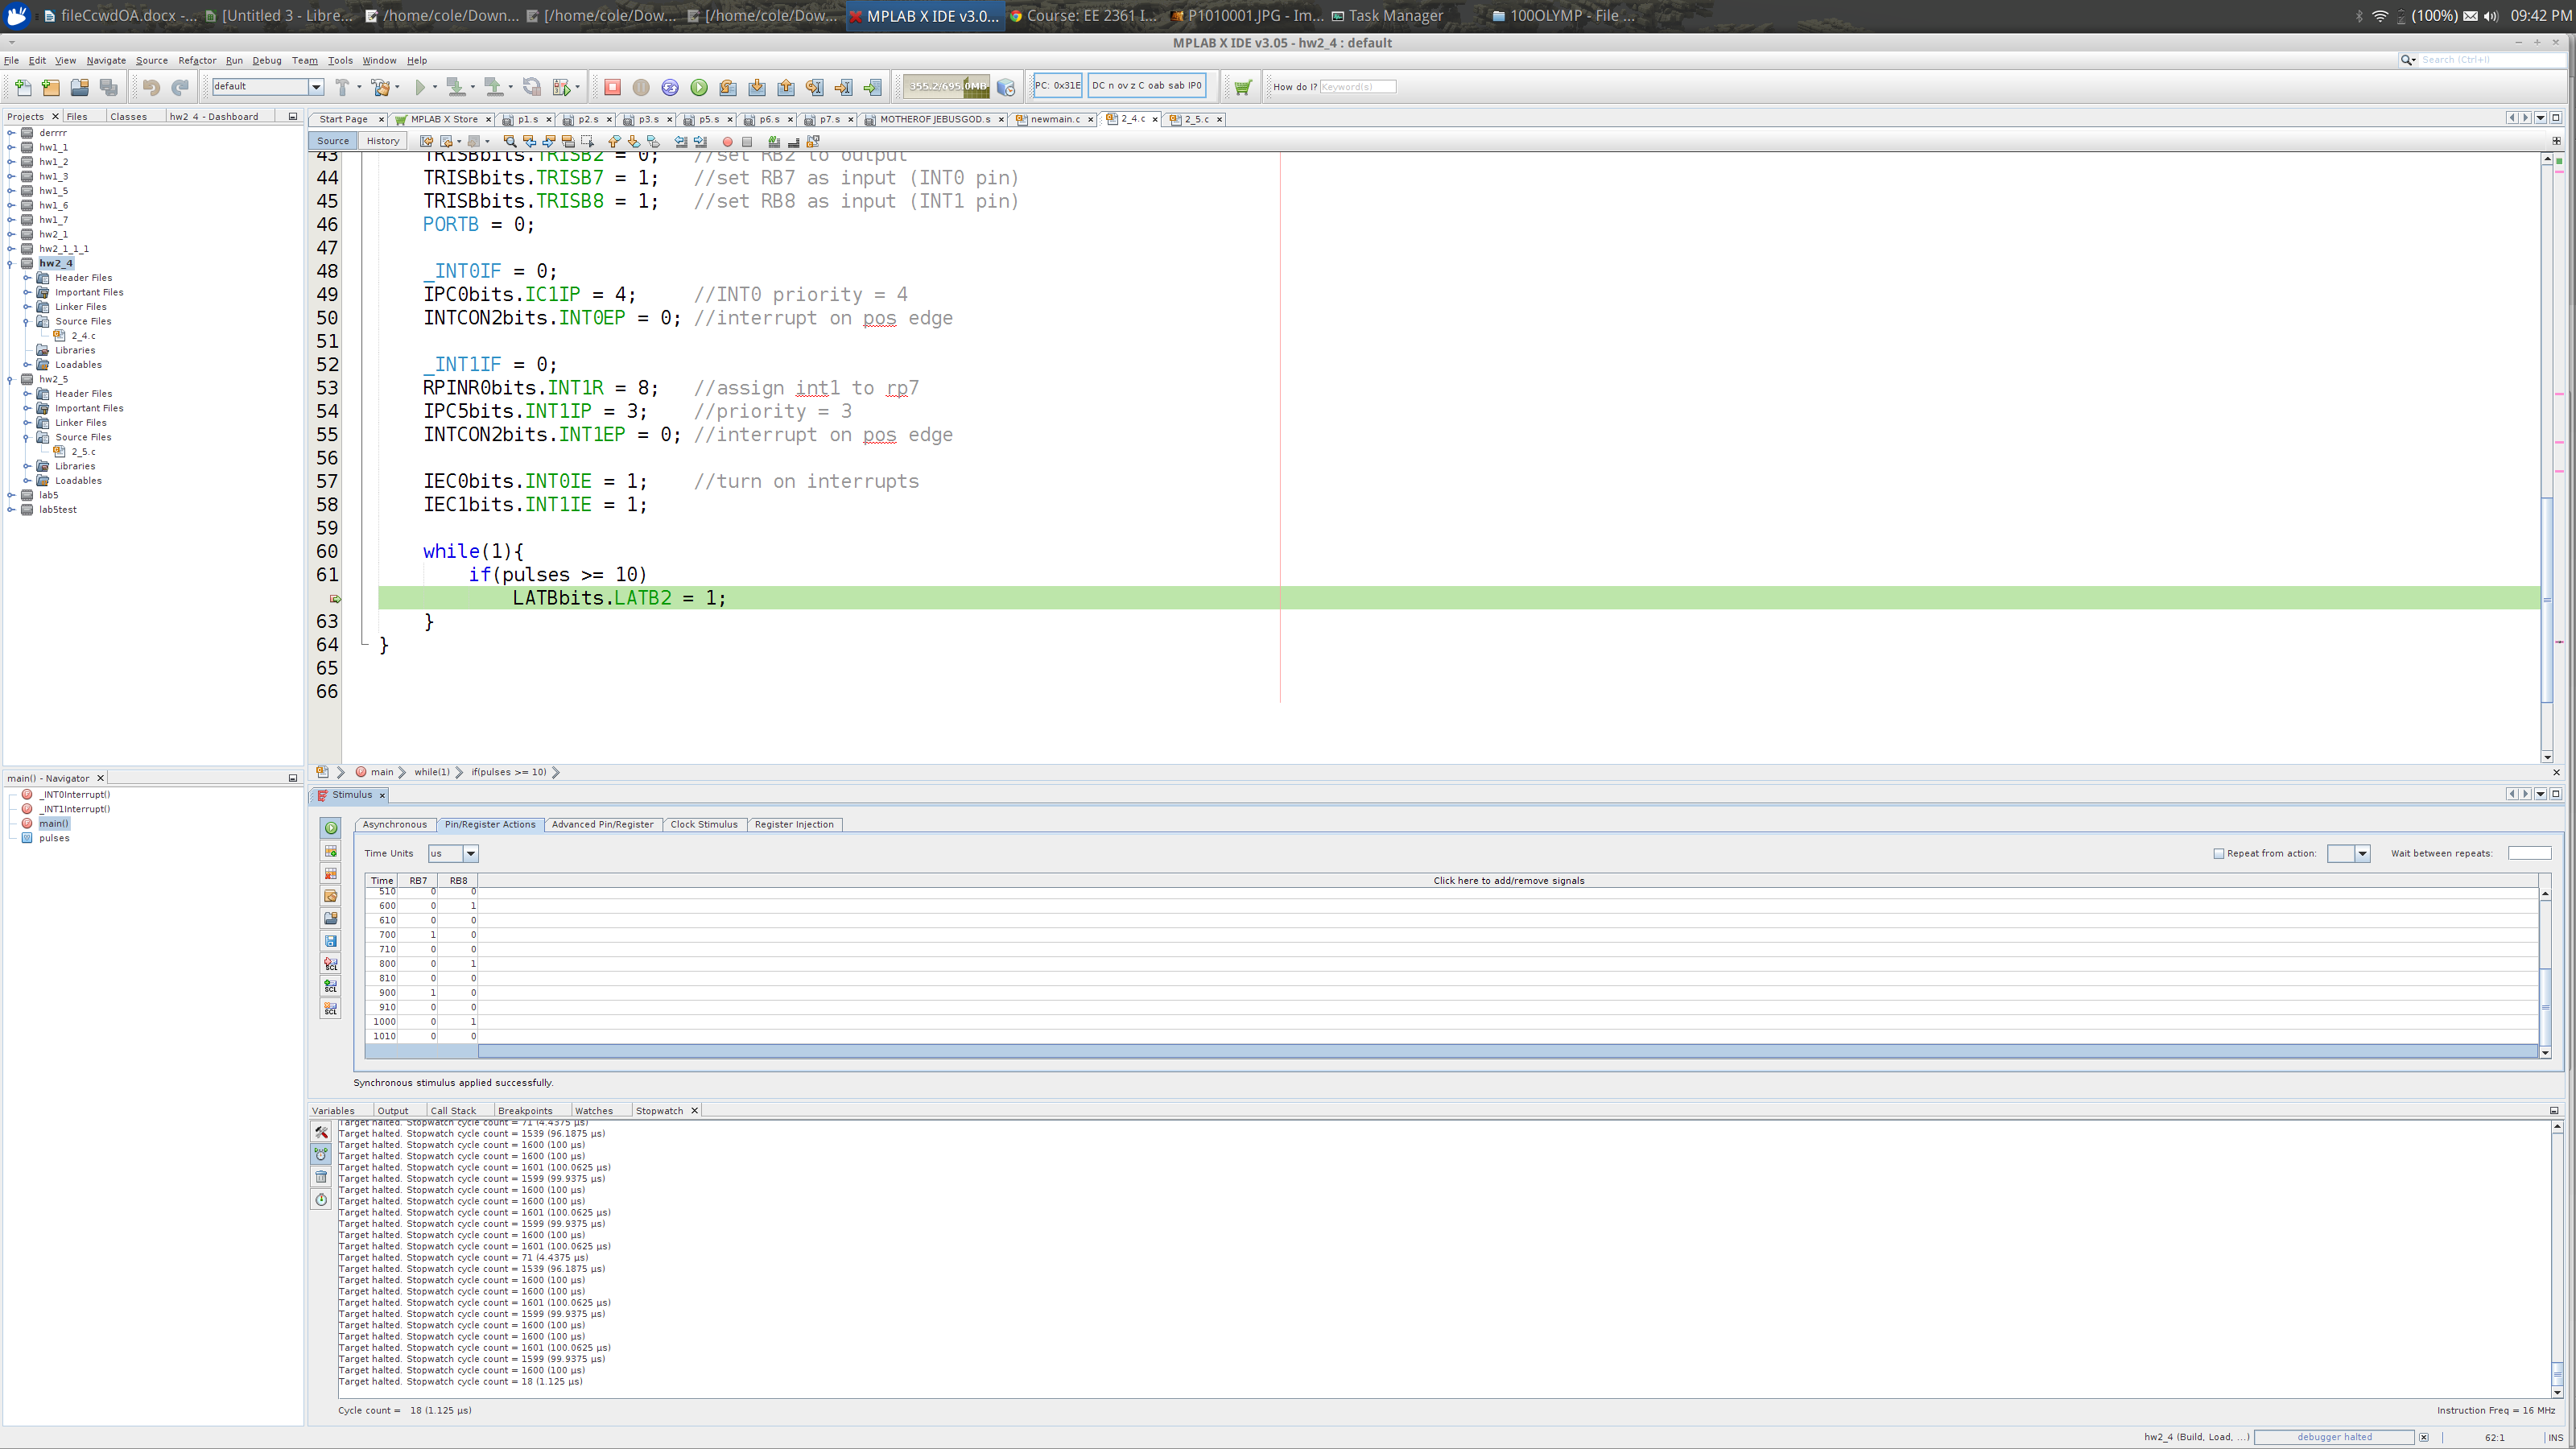 fileCcwdOA.docx -... [Untitled 3 - Libre... /home/cole/Down... [/home/cole/Dow... [/home/cole/Dow... MPLAB X IDE v3.0... Course: EE 2361 I... P1010001.JPG - Im... Task Manager 100OLYMP - File ... (100%) 09:42 PM
MPLAB X IDE v3.05 - hw2_4 : default
File Edit View Navigate Source Refactor Run Debug Team Tools Window Help Search (Ctrl+I)
default 355.2/695.0MB PC: 0x31E DC n ov z C oab sab IP0 How do I? Keyword(s)
Projects Files Classes hw2_4 - Dashboard
Start Page MPLAB X Store p1.s p2.s p3.s p5.s p6.s p7.s MOTHEROF JEBUSGOD.s newmain.c 2_4.c 2_5.c
Source History
derrrr
hw1_1
hw1_2
hw1_3
hw1_5
hw1_6
hw1_7
hw2_1
hw2_1_1_1
hw2_4
Header Files
Important Files
Linker Files
Source Files
2_4.c
Libraries
Loadables
hw2_5
Header Files
Important Files
Linker Files
Source Files
2_5.c
Libraries
Loadables
lab5
lab5test
43 TRISBbits.TRISB2 = 0; //set RB2 to output
44 TRISBbits.TRISB7 = 1; //set RB7 as input (INT0 pin)
45 TRISBbits.TRISB8 = 1; //set RB8 as input (INT1 pin)
46 PORTB = 0;
47
48 _INT0IF = 0;
49 IPC0bits.IC1IP = 4; //INT0 priority = 4
50 INTCON2bits.INT0EP = 0; //interrupt on pos edge
51
52 _INT1IF = 0;
53 RPINR0bits.INT1R = 8; //assign int1 to rp7
54 IPC5bits.INT1IP = 3; //priority = 3
55 INTCON2bits.INT1EP = 0; //interrupt on pos edge
56
57 IEC0bits.INT0IE = 1; //turn on interrupts
58 IEC1bits.INT1IE = 1;
59
60 while(1){
61 if(pulses >= 10)
LATBbits.LATB2 = 1;
63 }
64 }
65
66
main while(1) if(pulses >= 10)
main() - Navigator
_INT0Interrupt()
_INT1Interrupt()
main()
pulses
Stimulus
Asynchronous Pin/Register Actions Advanced Pin/Register Clock Stimulus Register Injection
Time Units us Repeat from action: Wait between repeats:
Time RB7 RB8 Click here to add/remove signals
510 0 0
600 0 1
610 0 0
700 1 0
710 0 0
800 0 1
810 0 0
900 1 0
910 0 0
1000 0 1
1010 0 0
SCL
SCL
SCL
Synchronous stimulus applied successfully.
Variables Output Call Stack Breakpoints Watches Stopwatch
Target halted. Stopwatch cycle count = 71 (4.4375 µs)
Target halted. Stopwatch cycle count = 1539 (96.1875 µs)
Target halted. Stopwatch cycle count = 1600 (100 µs)
Target halted. Stopwatch cycle count = 1600 (100 µs)
Target halted. Stopwatch cycle count = 1601 (100.0625 µs)
Target halted. Stopwatch cycle count = 1599 (99.9375 µs)
Target halted. Stopwatch cycle count = 1600 (100 µs)
Target halted. Stopwatch cycle count = 1600 (100 µs)
Target halted. Stopwatch cycle count = 1601 (100.0625 µs)
Target halted. Stopwatch cycle count = 1599 (99.9375 µs)
Target halted. Stopwatch cycle count = 1600 (100 µs)
Target halted. Stopwatch cycle count = 1601 (100.0625 µs)
Target halted. Stopwatch cycle count = 71 (4.4375 µs)
Target halted. Stopwatch cycle count = 1539 (96.1875 µs)
Target halted. Stopwatch cycle count = 1600 (100 µs)
Target halted. Stopwatch cycle count = 1600 (100 µs)
Target halted. Stopwatch cycle count = 1601 (100.0625 µs)
Target halted. Stopwatch cycle count = 1599 (99.9375 µs)
Target halted. Stopwatch cycle count = 1600 (100 µs)
Target halted. Stopwatch cycle count = 1600 (100 µs)
Target halted. Stopwatch cycle count = 1601 (100.0625 µs)
Target halted. Stopwatch cycle count = 1599 (99.9375 µs)
Target halted. Stopwatch cycle count = 1600 (100 µs)
Target halted. Stopwatch cycle count = 18 (1.125 µs)
Cycle count = 18 (1.125 µs) Instruction Freq = 16 MHz
hw2_4 (Build, Load, ...) debugger halted 62:1 INS